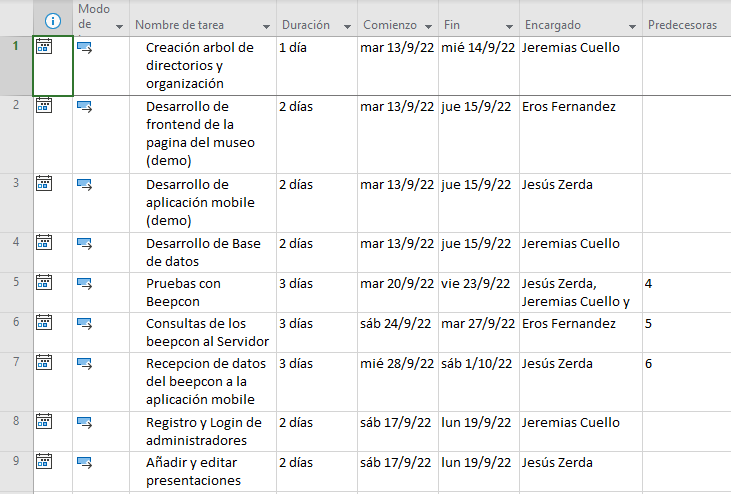 Modo de
Nombre de tarea
Duración
Comienzo
Fin
Encargado
Predecesoras
1 Creación arbol de directorios y organización 1 día mar 13/9/22 mié 14/9/22 Jeremias Cuello
2 Desarrollo de frontend de la pagina del museo (demo) 2 días mar 13/9/22 jue 15/9/22 Eros Fernandez
3 Desarrollo de aplicación mobile (demo) 2 días mar 13/9/22 jue 15/9/22 Jesús Zerda
4 Desarrollo de Base de datos 2 días mar 13/9/22 jue 15/9/22 Jeremias Cuello
5 Pruebas con Beepcon 3 días mar 20/9/22 vie 23/9/22 Jesús Zerda, Jeremias Cuello y 4
6 Consultas de los beepcon al Servidor 3 días sáb 24/9/22 mar 27/9/22 Eros Fernandez 5
7 Recepcion de datos del beepcon a la aplicación mobile 3 días mié 28/9/22 sáb 1/10/22 Jesús Zerda 6
8 Registro y Login de administradores 2 días sáb 17/9/22 lun 19/9/22 Jeremias Cuello
9 Añadir y editar presentaciones 2 días sáb 17/9/22 lun 19/9/22 Jesús Zerda